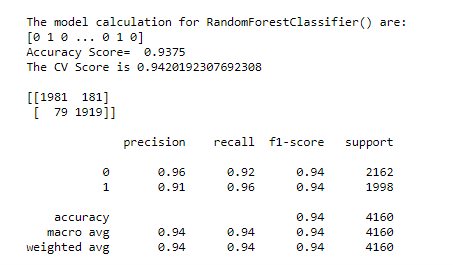 The model calculation for RandomForestClassifier() are:
[0 1 0 ... 0 1 0]
Accuracy Score=  0.9375
The CV Score is 0.9420192307692308
[[1981  181]
 [  79 1919]]
              precision    recall  f1-score   support
           0       0.96      0.92      0.94      2162
           1       0.91      0.96      0.94      1998
    accuracy                           0.94      4160
   macro avg       0.94      0.94      0.94      4160
weighted avg       0.94      0.94      0.94      4160